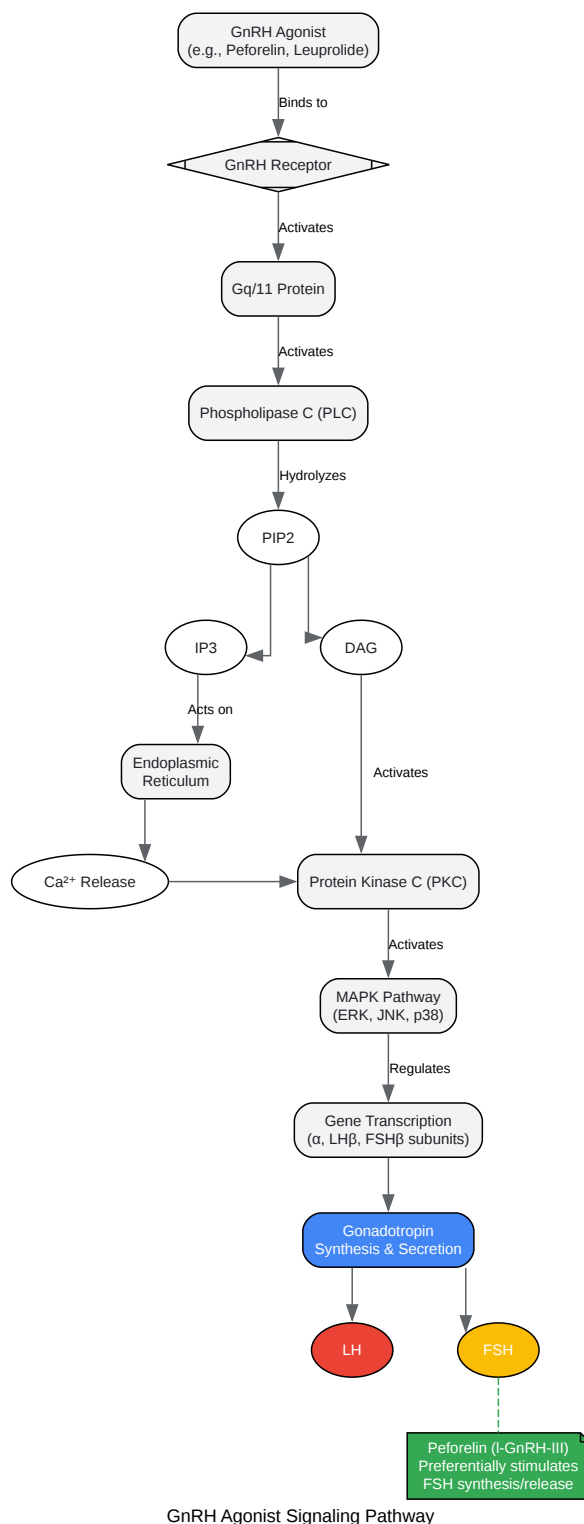 GnRH Agonist
(e.g., Peforelin, Leuprolide)
Binds to
GnRH Receptor
Activates
Gq/11 Protein
Activates
Phospholipase C (PLC)
Hydrolyzes
PIP2
IP3
DAG
Acts on
Endoplasmic
Reticulum
Activates
Ca²⁺ Release
Protein Kinase C (PKC)
Activates
MAPK Pathway
(ERK, JNK, p38)
Regulates
Gene Transcription
(α, LHβ, FSHβ subunits)
Gonadotropin
Synthesis & Secretion
LH
FSH
Peforelin (l-GnRH-III)
Preferentially stimulates
FSH synthesis/release
GnRH Agonist Signaling Pathway